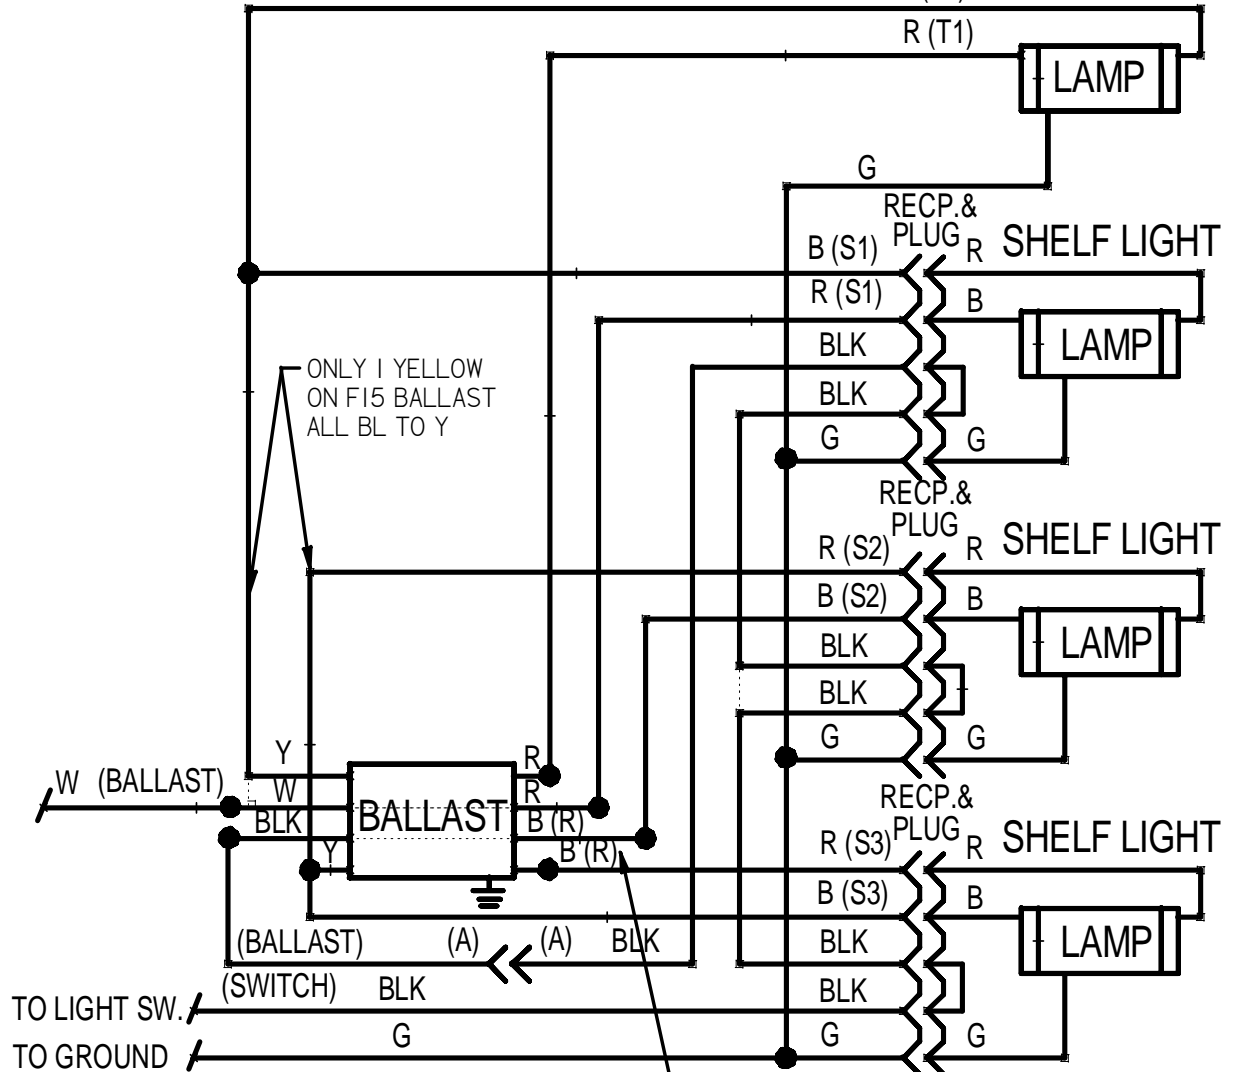 R (T1)
LAMP
G
RECP.&
PLUG
SHELF LIGHT
B (S1)
R
R (S1)
B
LAMP
BLK
BLK
G
G
ONLY 1 YELLOW
ON F15 BALLAST
ALL BL TO Y
RECP.&
PLUG
SHELF LIGHT
R (S2)
R
B (S2)
B
LAMP
BLK
BLK
G
G
Y
R
W (BALLAST)
W
R
BALLAST
BLK
B (R)
Y
B (R)
RECP.&
PLUG
SHELF LIGHT
R (S3)
R
B (S3)
B
LAMP
(BALLAST)
(A)
(A)
BLK
BLK
(SWITCH)
BLK
BLK
TO LIGHT SW.
G
G
G
TO GROUND